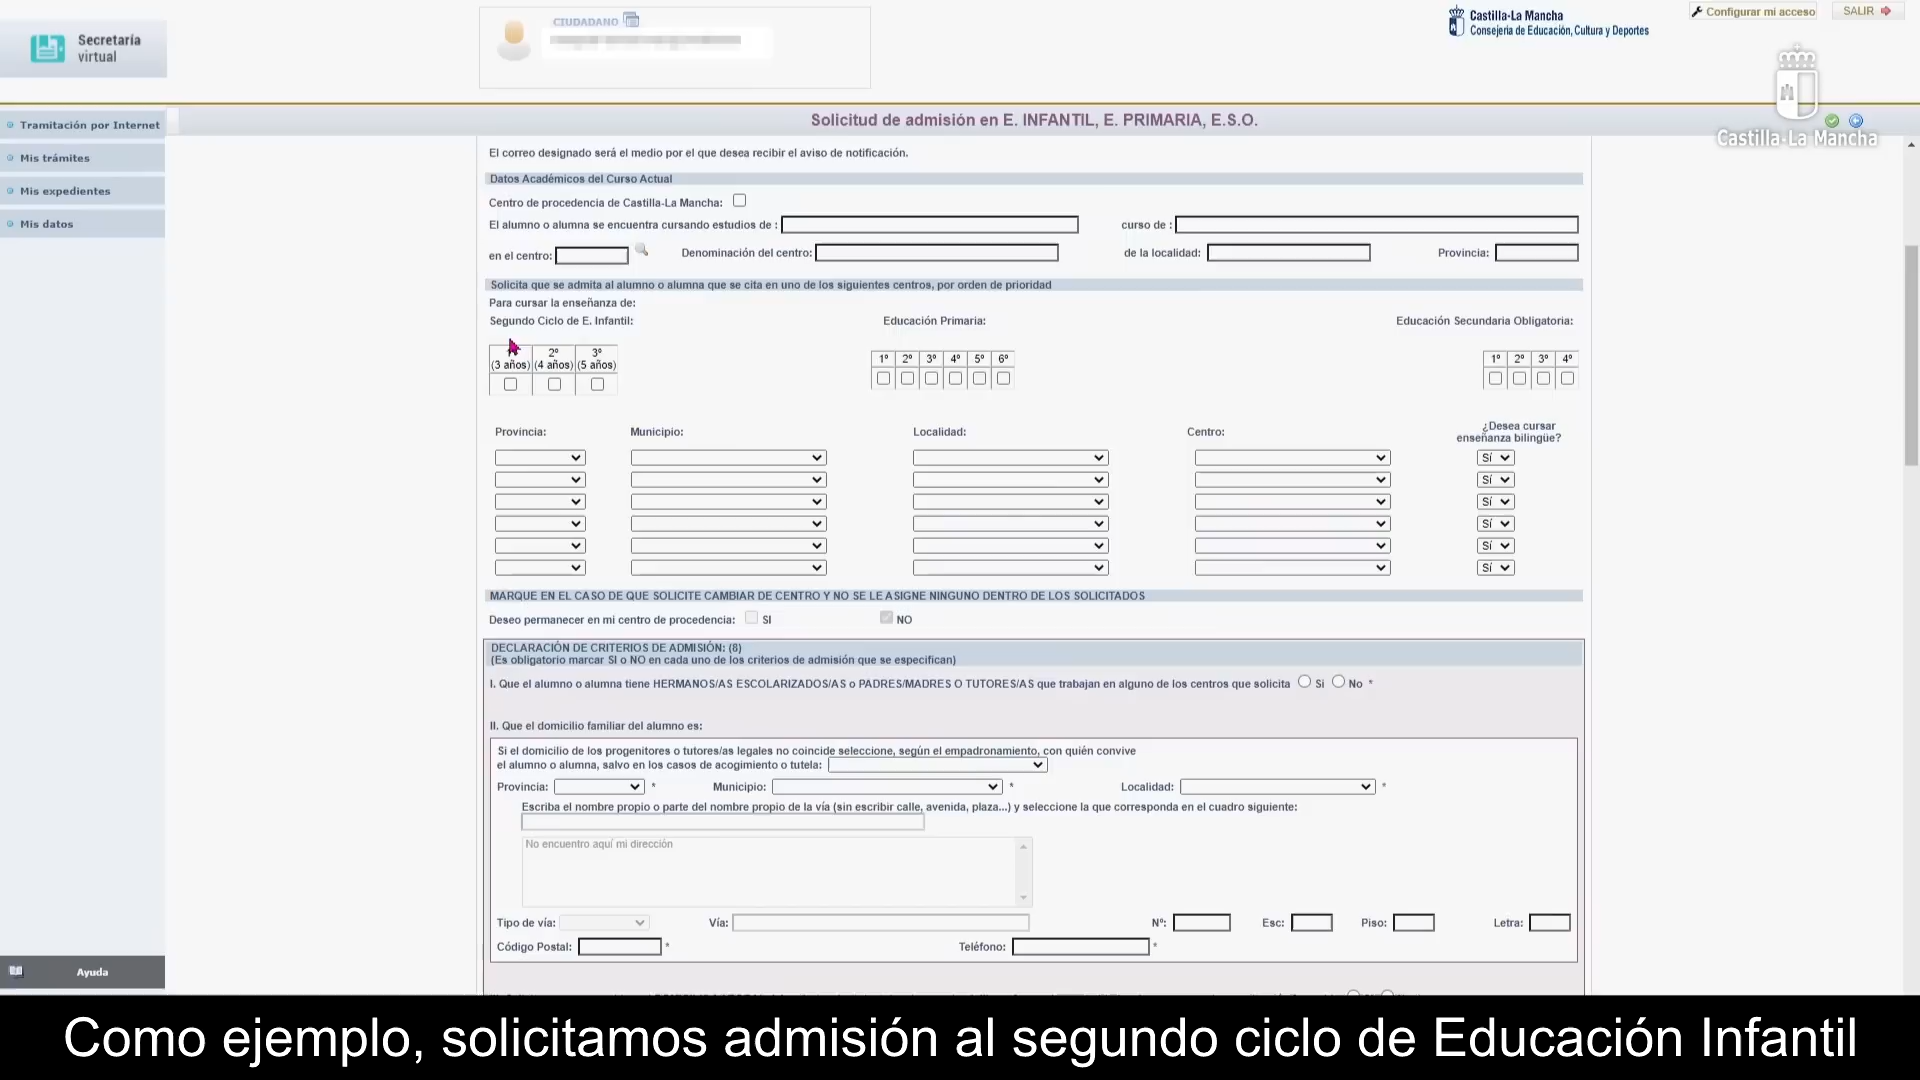 Secretaría
virtual
CIUDADANO
Castilla-La Mancha
Consejería de Educación, Cultura y Deportes
Configurar mi acceso
SALIR
Castilla-La Mancha
Tramitación por Internet
Mis trámites
Mis expedientes
Mis datos
Ayuda
Solicitud de admisión en E. INFANTIL, E. PRIMARIA, E.S.O.
El correo designado será el medio por el que desea recibir el aviso de notificación.
Datos Académicos del Curso Actual
Centro de procedencia de Castilla-La Mancha:
El alumno o alumna se encuentra cursando estudios de : curso de :
en el centro: Denominación del centro: de la localidad: Provincia:
Solicita que se admita al alumno o alumna que se cita en uno de los siguientes centros, por orden de prioridad
Para cursar la enseñanza de:
Segundo Ciclo de E. Infantil: Educación Primaria: Educación Secundaria Obligatoria:
2º 3º 1º 2º 3º 4º 5º 6º 1º 2º 3º 4º
(3 años) (4 años) (5 años)
Provincia: Municipio: Localidad: Centro: ¿Desea cursar
enseñanza bilingüe?
Sí
Sí
Sí
Sí
Sí
Sí
MARQUE EN EL CASO DE QUE SOLICITE CAMBIAR DE CENTRO Y NO SE LE ASIGNE NINGUNO DENTRO DE LOS SOLICITADOS
Deseo permanecer en mi centro de procedencia: SI NO
DECLARACIÓN DE CRITERIOS DE ADMISIÓN: (8)
(Es obligatorio marcar SI o NO en cada uno de los criterios de admisión que se especifican)
I. Que el alumno o alumna tiene HERMANOS/AS ESCOLARIZADOS/AS o PADRES/MADRES O TUTORES/AS que trabajan en alguno de los centros que solicita Si No *
II. Que el domicilio familiar del alumno es:
Si el domicilio de los progenitores o tutores/as legales no coincide seleccione, según el empadronamiento, con quién convive
el alumno o alumna, salvo en los casos de acogimiento o tutela:
Provincia: * Municipio: * Localidad: *
Escriba el nombre propio o parte del nombre propio de la vía (sin escribir calle, avenida, plaza...) y seleccione la que corresponda en el cuadro siguiente:
No encuentro aquí mi dirección
Tipo de vía: Vía: Nº: Esc: Piso: Letra:
Código Postal: * Teléfono: *
Como ejemplo, solicitamos admisión al segundo ciclo de Educación Infantil